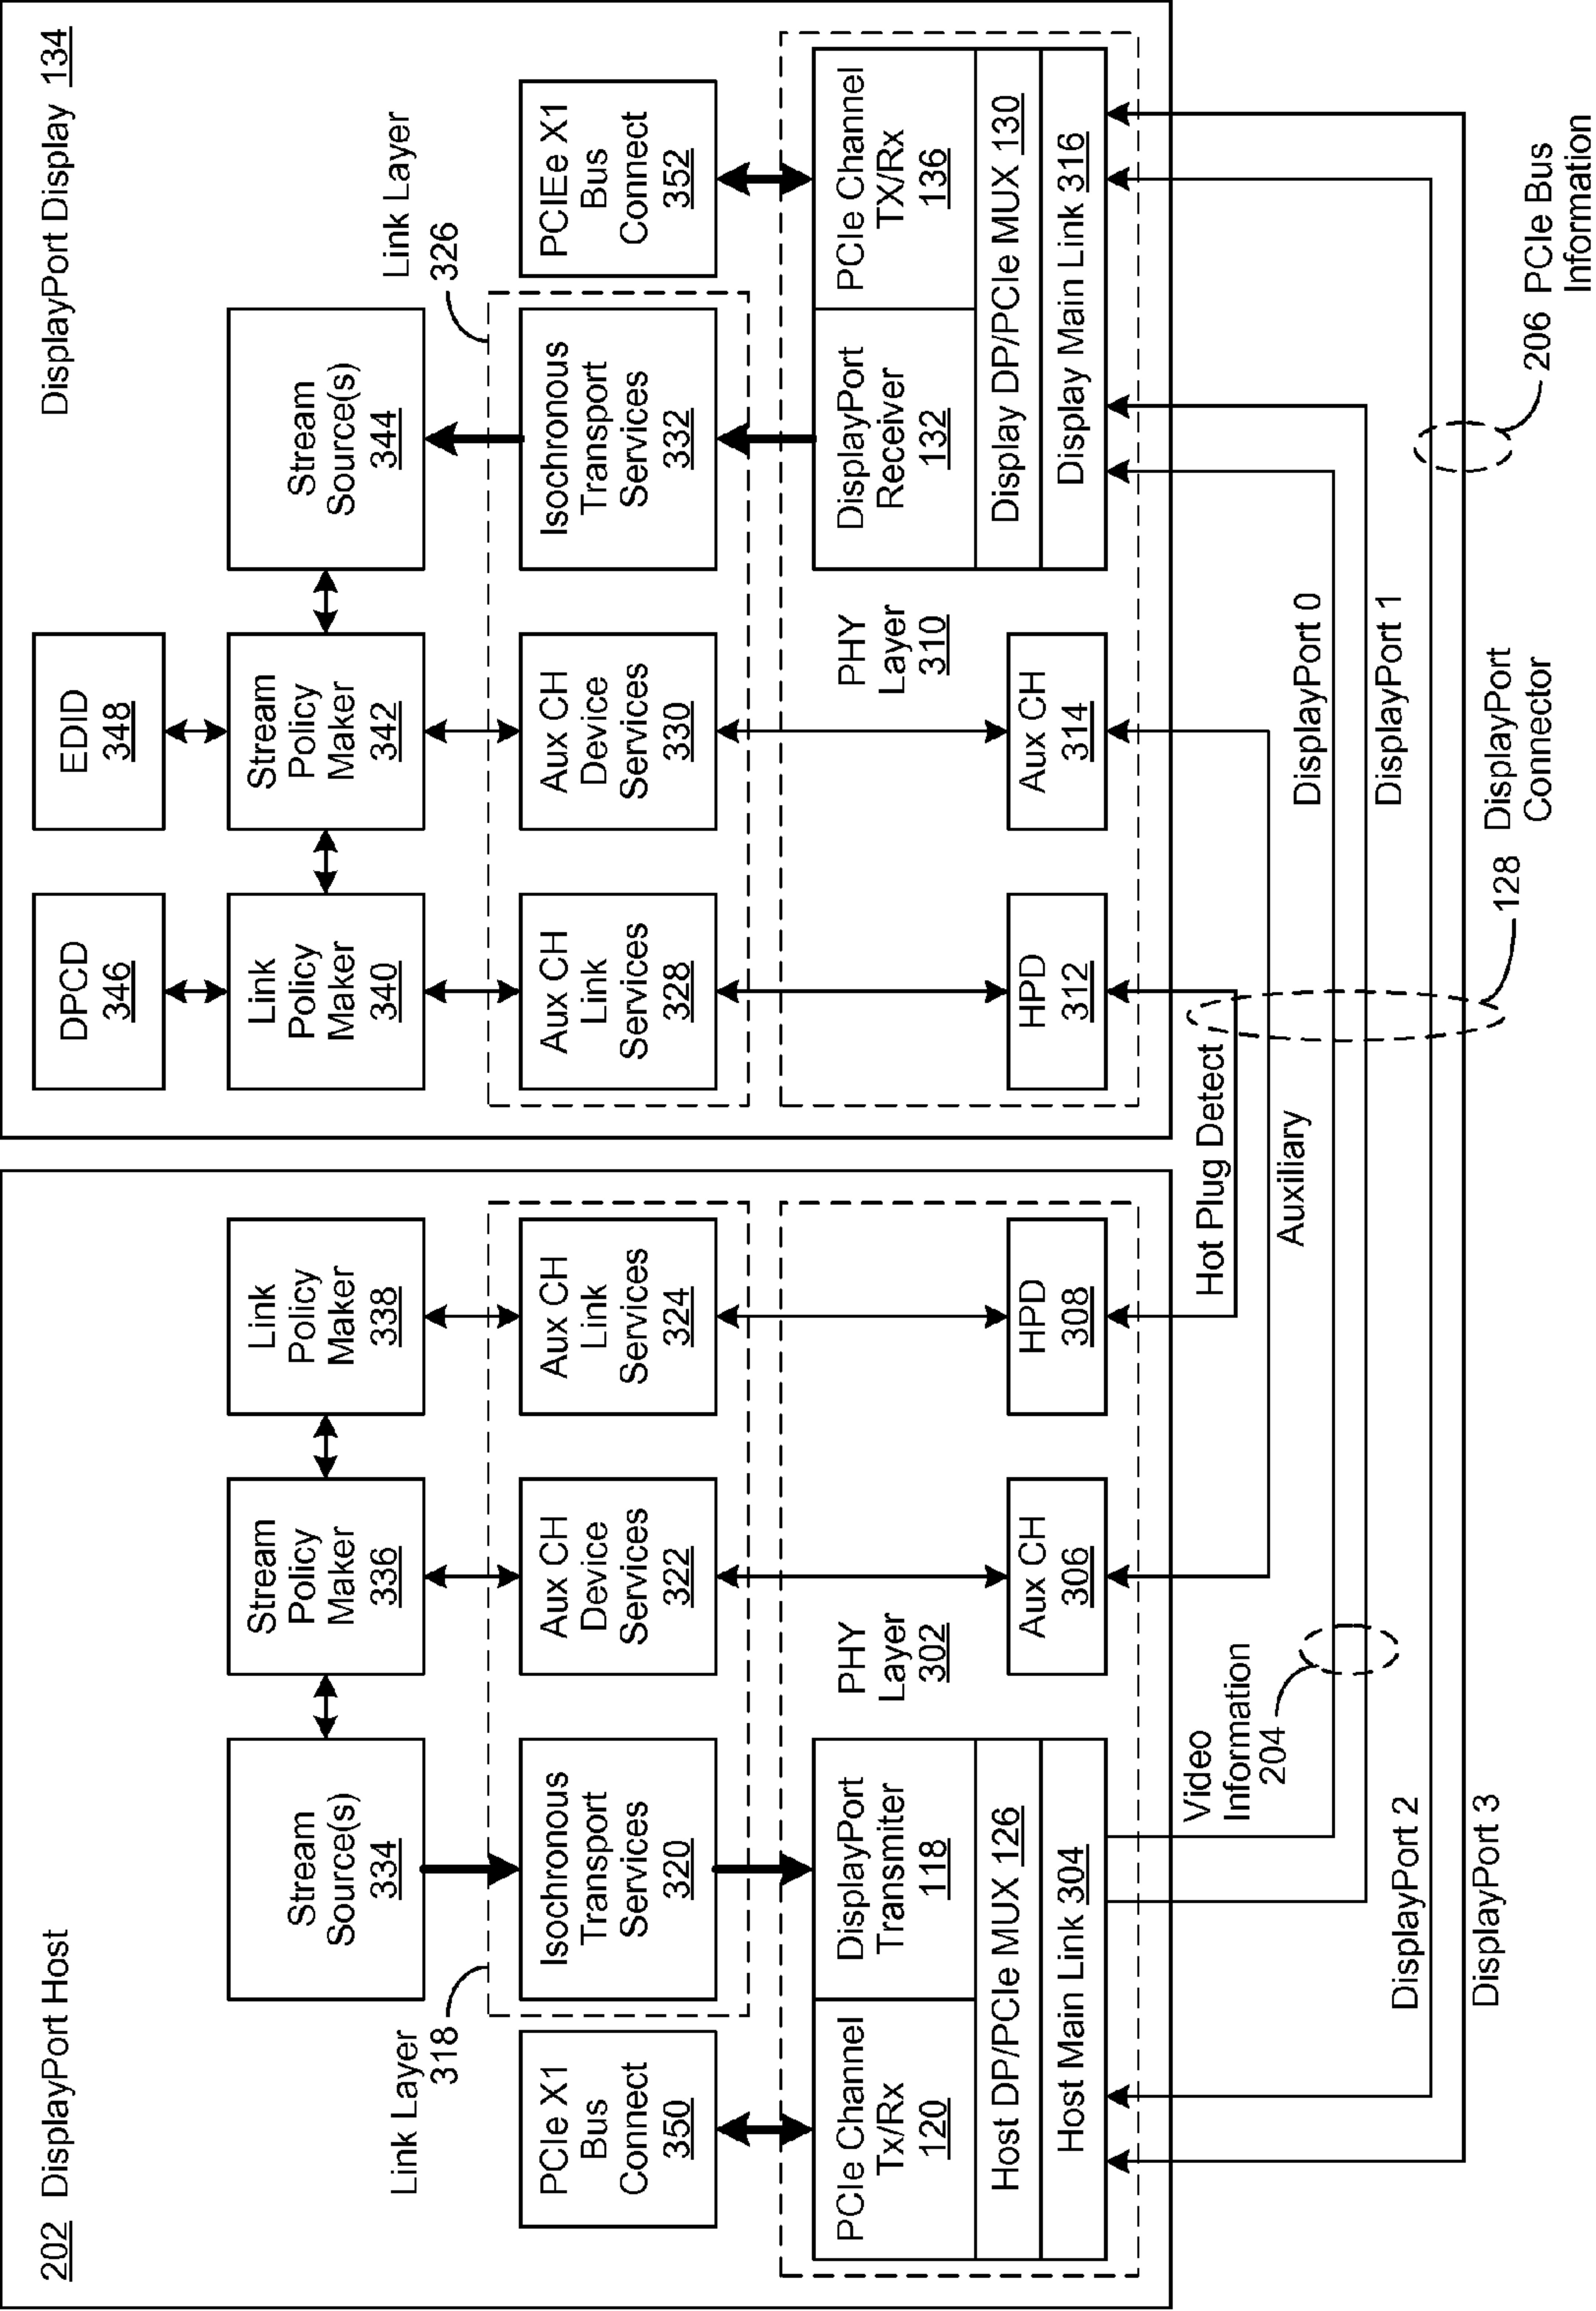 202 DisplayPort Host
Stream
Source(s)
334
Stream
Policy
Maker
336
Link
Policy
Maker
338
Link Layer
318
PCIe X1
Bus
Connect
350
Isochronous
Transport
Services
320
Aux CH
Device
Services
322
Aux CH
Link
Services
324
PCIe Channel
Tx/Rx
120
DisplayPort
Transmiter
118
PHY
Layer
302
Host DP/PCIe MUX 126
Host Main Link 304
Aux CH
306
HPD
308
DisplayPort Display 134
DPCD
346
EDID
348
Link
Policy
Maker
340
Stream
Policy
Maker
342
Stream
Source(s)
344
Link Layer
326
Aux CH
Link
Services
328
Aux CH
Device
Services
330
Isochronous
Transport
Services
332
PCIEe X1
Bus
Connect
352
PHY
Layer
310
DisplayPort
Receiver
132
PCIe Channel
TX/Rx
136
Display DP/PCIe MUX 130
Display Main Link 316
HPD
312
Aux CH
314
Video
Information
204
Hot Plug Detect
Auxiliary
DisplayPort 0
DisplayPort 1
DisplayPort 2
DisplayPort 3
128 DisplayPort
Connector
206 PCIe Bus
Information